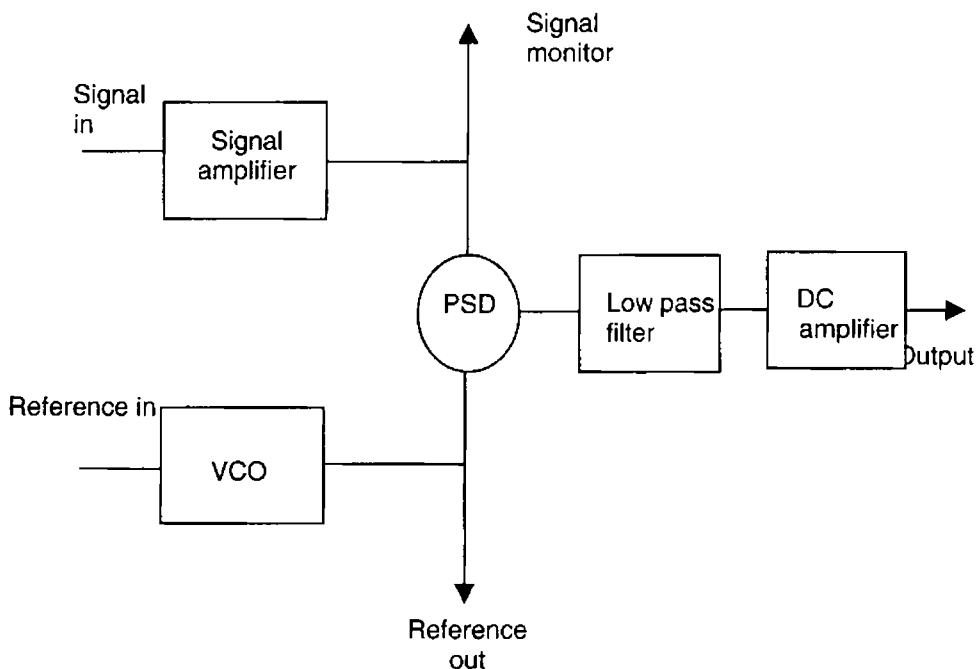 Signal
monitor
Signal
in
Signal
amplifier
PSD
Low pass
filter
DC
amplifier
Output
Reference in
VCO
Reference
out